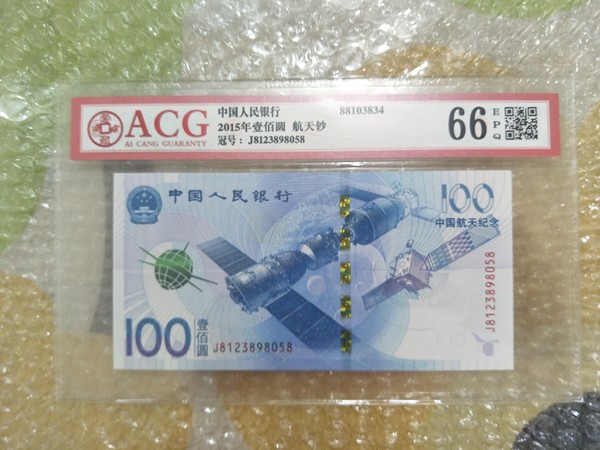 ACG
AI CANG GUARANTY
中国人民银行 88103834
2015年壹佰圆 航天钞
冠号：J8123898058
66
EPQ
中国人民银行
100
中国航天纪念
J8123898058
100
壹佰圆
J8123898058